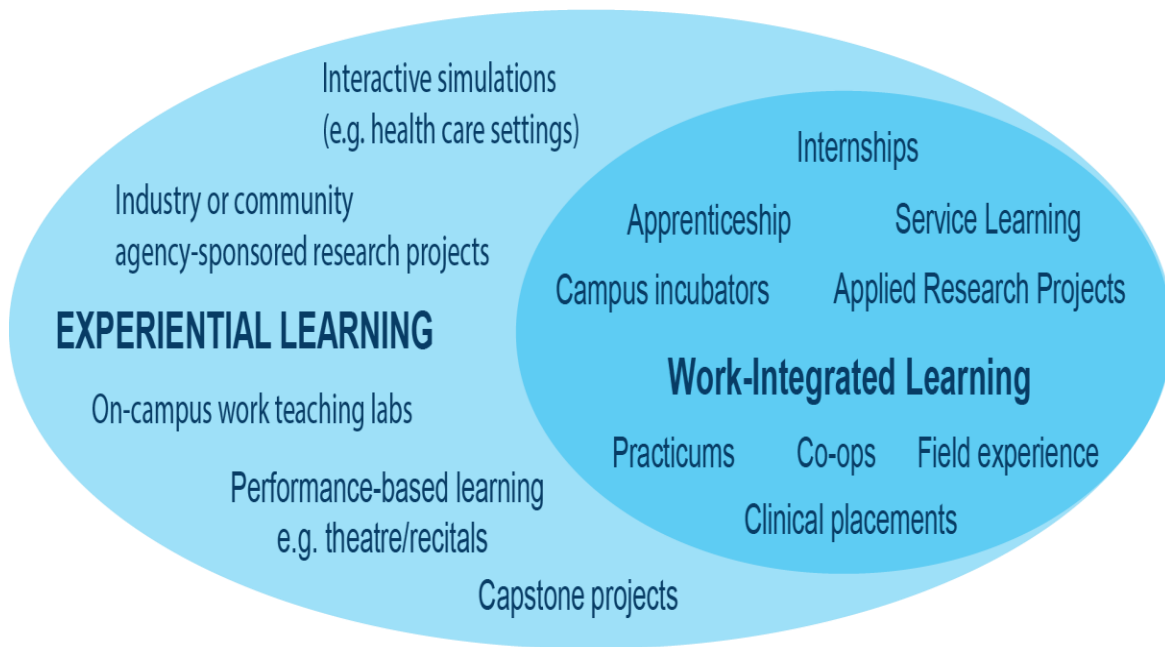 Interactive simulations
(e.g. health care settings)
Industry or community
agency-sponsored research projects
EXPERIENTIAL LEARNING
On-campus work teaching labs
Performance-based learning
e.g. theatre/recitals
Capstone projects
Internships
Apprenticeship
Service Learning
Campus incubators
Applied Research Projects
Work-Integrated Learning
Practicums
Co-ops
Field experience
Clinical placements